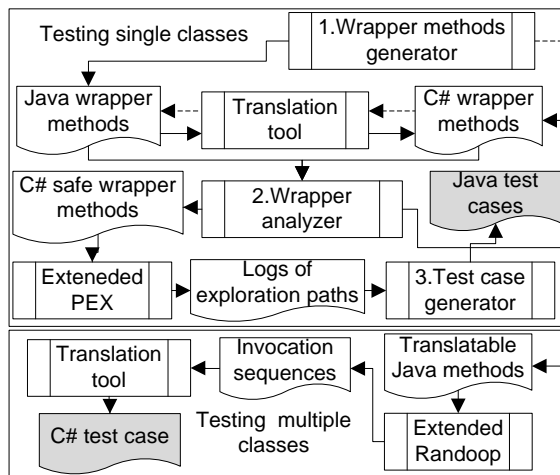 Testing single classes
1.Wrapper methods
generator
Java wrapper
methods
Translation
tool
C# wrapper
methods
C# safe wrapper
methods
2.Wrapper
analyzer
Java test
cases
Exteneded
PEX
Logs of
exploration paths
3.Test case
generator
Translation
tool
Invocation
sequences
Translatable
Java methods
C# test case
Testing multiple
classes
Extended
Randoop